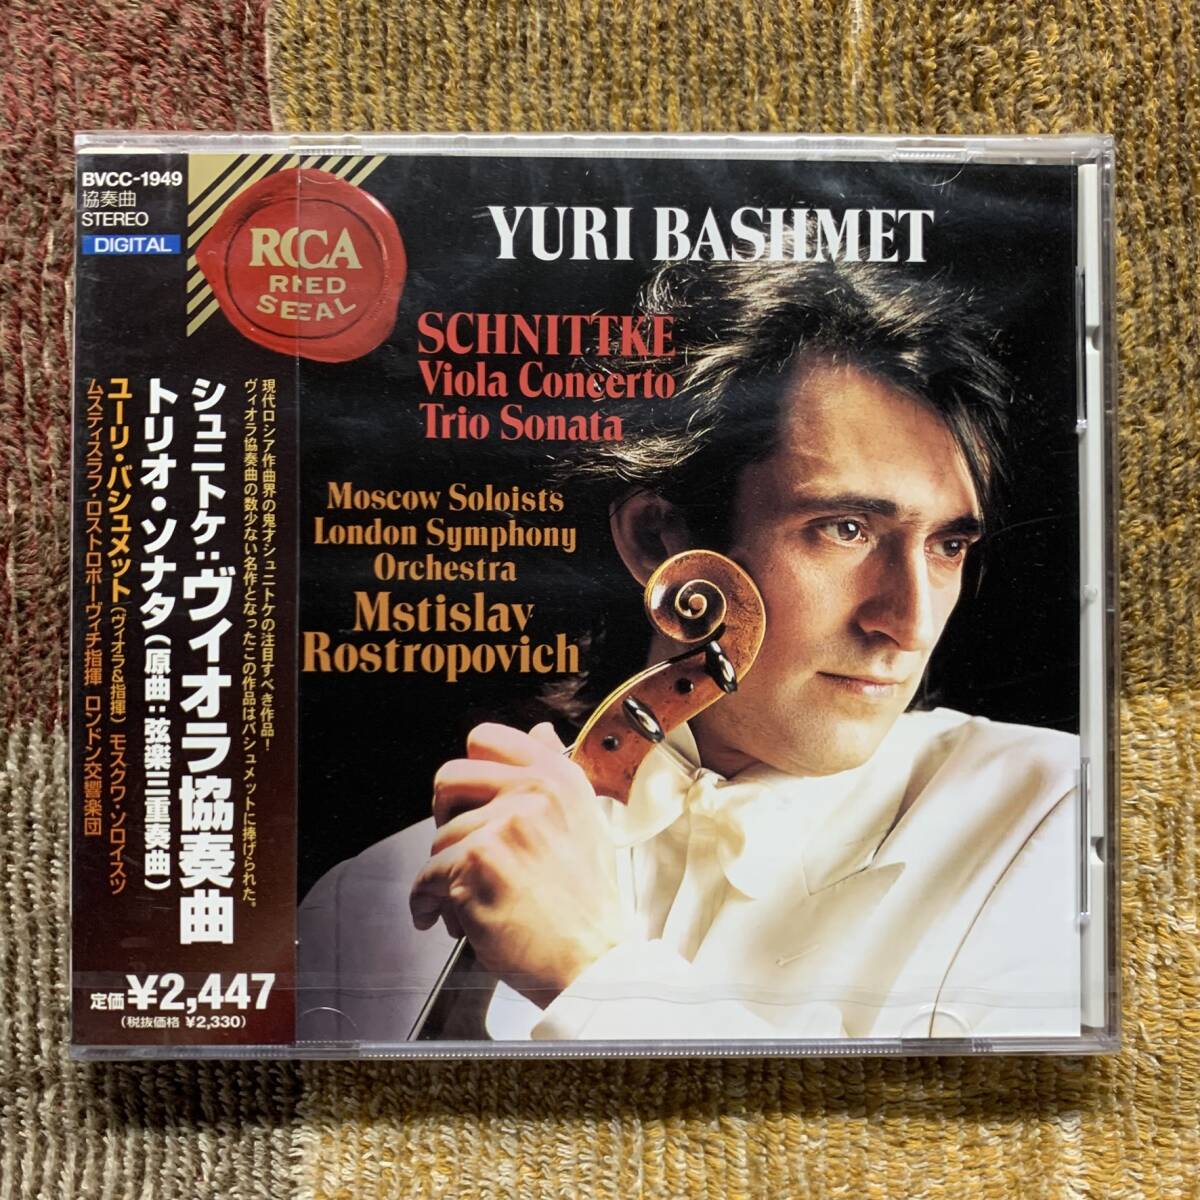 BVCC-1949
協奏曲
STEREO
DIGITAL
RCA
RED
SEAL
YURI BASHMET
SCHNITTKE
Viola Concerto
Trio Sonata
Moscow Soloists
London Symphony
Orchestra
Mstislav
Rostropovich
現代ロシア作曲界の鬼才シュニトケの注目すべき作品!
ヴィオラ協奏曲の数少ない名作となったこの作品はバシュメットに捧げられた。
シュニトケ:ヴィオラ協奏曲
トリオ・ソナタ(原曲:弦楽三重奏曲)
ユーリ・バシュメット(ヴィオラ&指揮) モスクワ・ソロイスツ
ムスティスラフ・ロストロポーヴィチ指揮 ロンドン交響楽団
定価 ¥2,447
(税抜価格 ¥2,330)